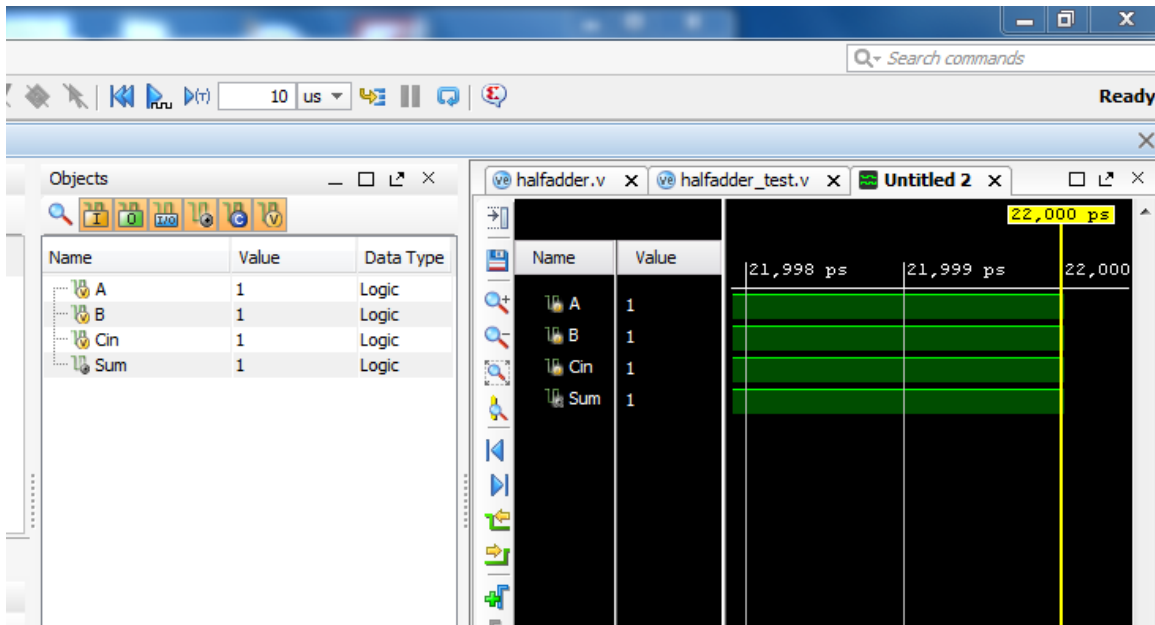 Search commands
10 us
Ready
Objects
halfadder.v
halfadder_test.v
Untitled 2
22,000 ps
Name Value Data Type
A 1 Logic
B 1 Logic
Cin 1 Logic
Sum 1 Logic
Name Value
21,998 ps 21,999 ps 22,000
A 1
B 1
Cin 1
Sum 1